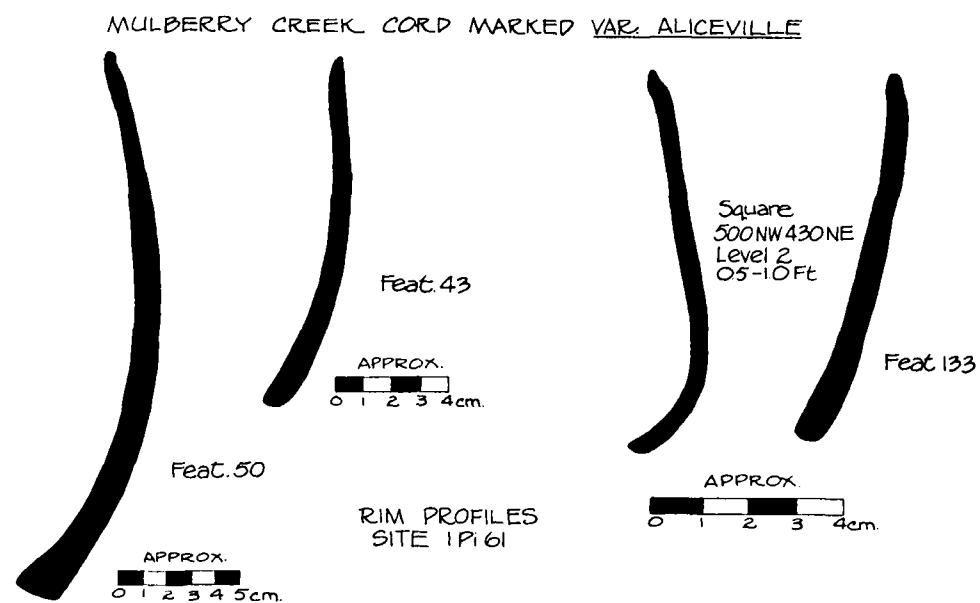 MULBERRY CREEK CORD MARKED VAR. ALICEVILLE
Feat. 43
APPROX.
0 1 2 3 4cm.
Feat. 50
APPROX.
0 1 2 3 4 5cm.
RIM PROFILES
SITE 1Pi61
Square
500NW430NE
Level 2
05-1.0Ft
Feat 133
APPROX.
0 1 2 3 4cm.